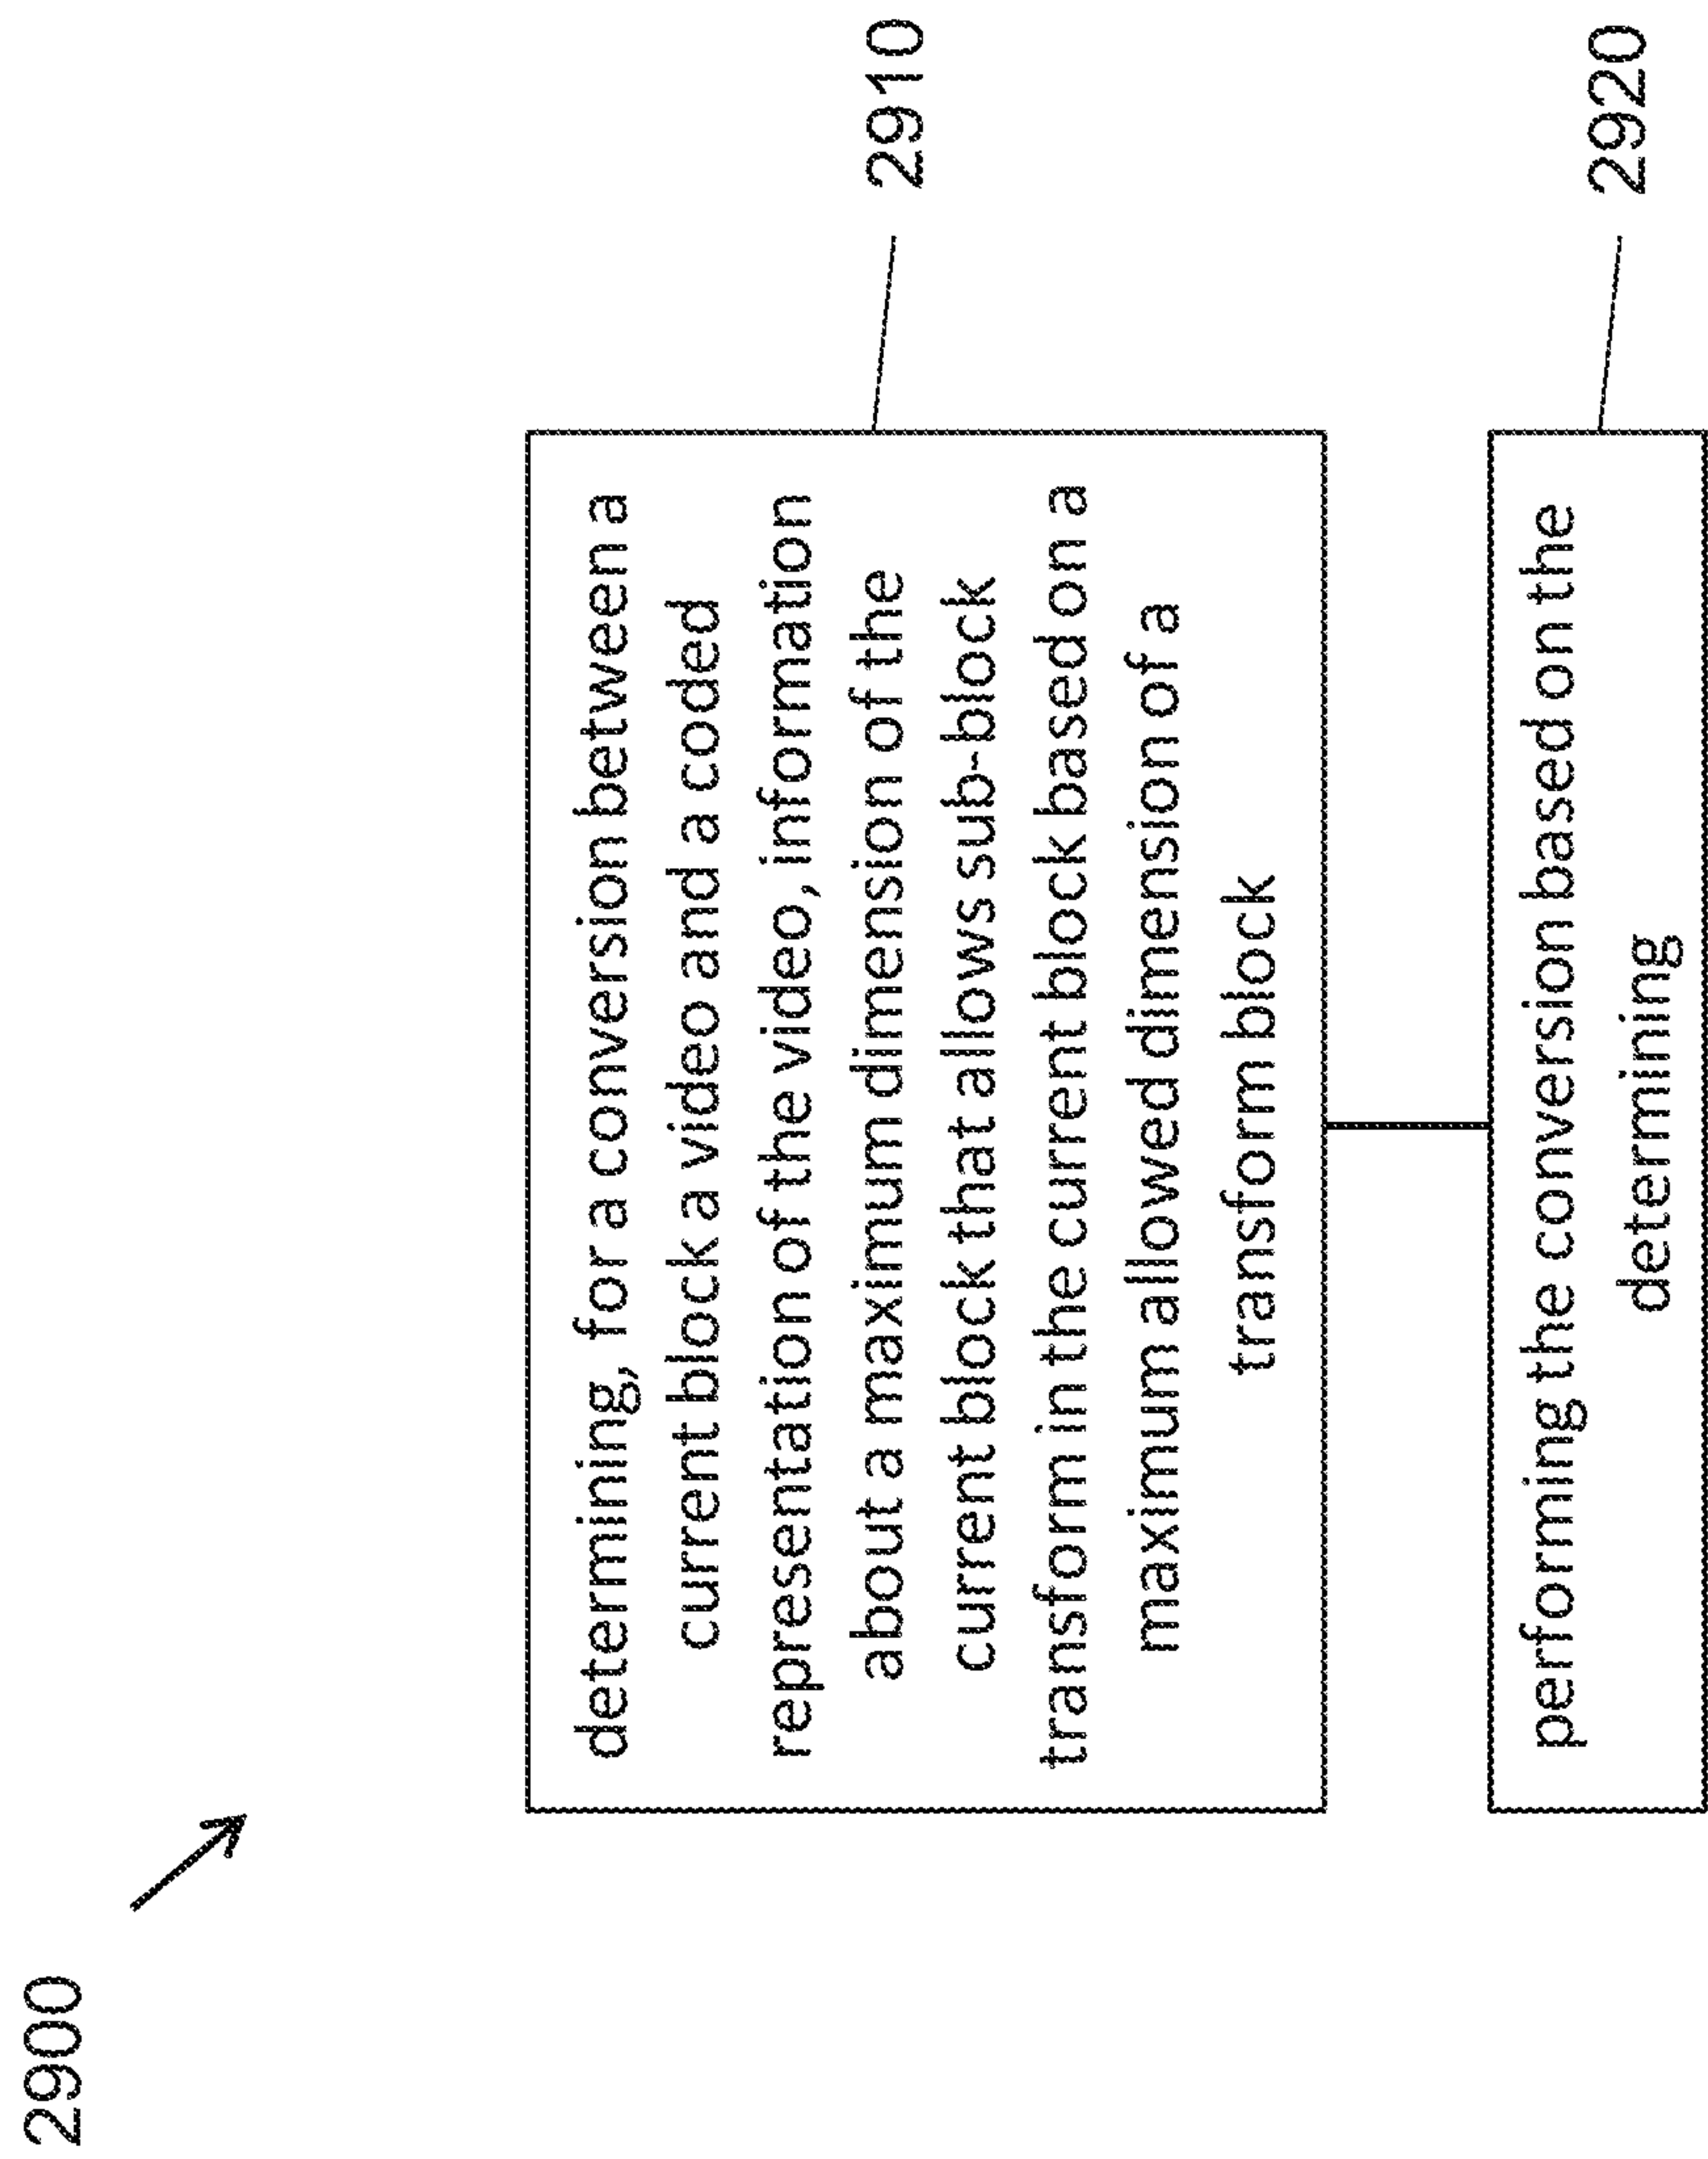 2900
determining, for a conversion between a
current block a video and a coded
representation of the video, information
about a maximum dimension of the
current block that allows sub-block
transform in the current block based on a
maximum allowed dimension of a
transform block
2910
performing the conversion based on the
determining
2920